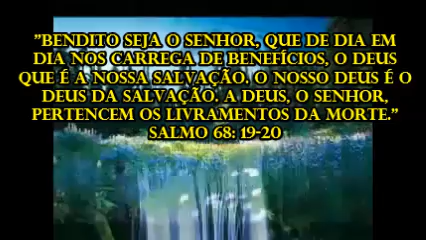 "BENDITO SEJA O SENHOR, QUE DE DIA EM
DIA NOS CARREGA DE BENEFÍCIOS, O DEUS
QUE É A NOSSA SALVAÇÃO. O NOSSO DEUS É O
DEUS DA SALVAÇÃO. A DEUS, O SENHOR,
PERTENCEM OS LIVRAMENTOS DA MORTE."
SALMO 68: 19-20